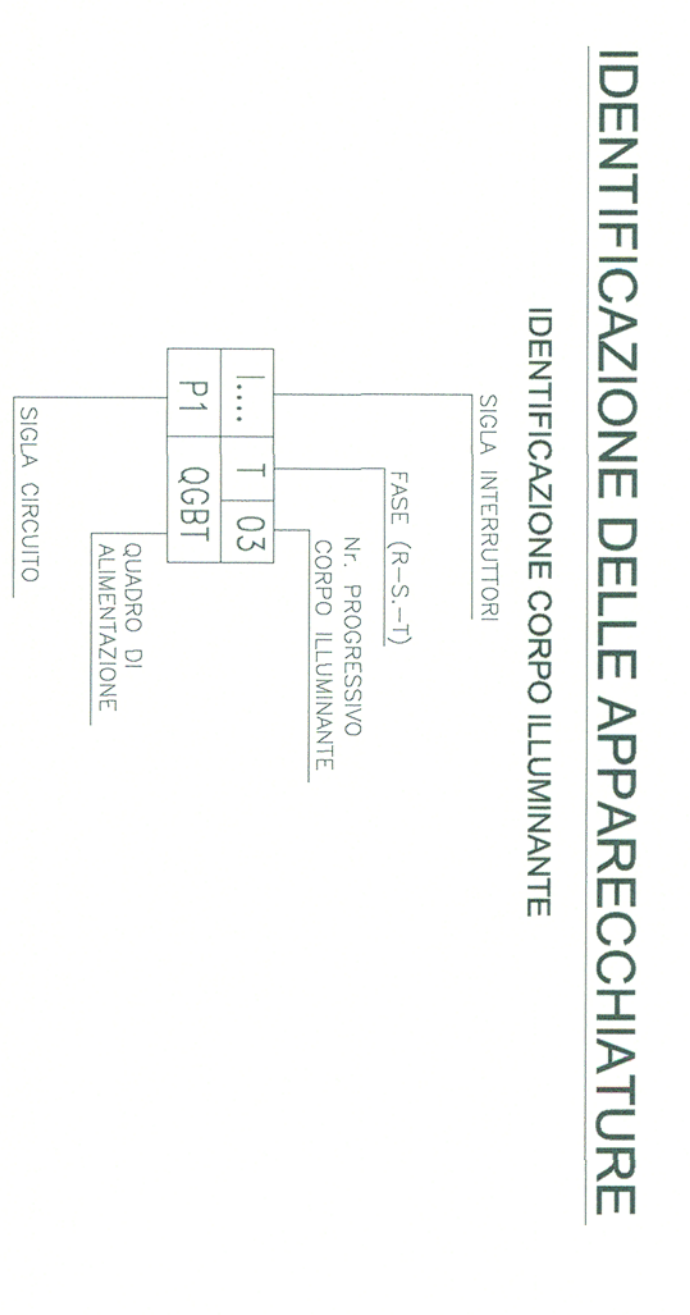 IDENTIFICAZIONE DELLE APPARECCHIATURE
IDENTIFICAZIONE CORPO ILLUMINANTE
SIGLA INTERRUTTORI
FASE (R-S.-T)
Nr. PROGRESSIVO
CORPO ILLUMINANTE
I.... T 03
P1 QGBT
QUADRO DI
ALIMENTAZIONE
SIGLA CIRCUITO